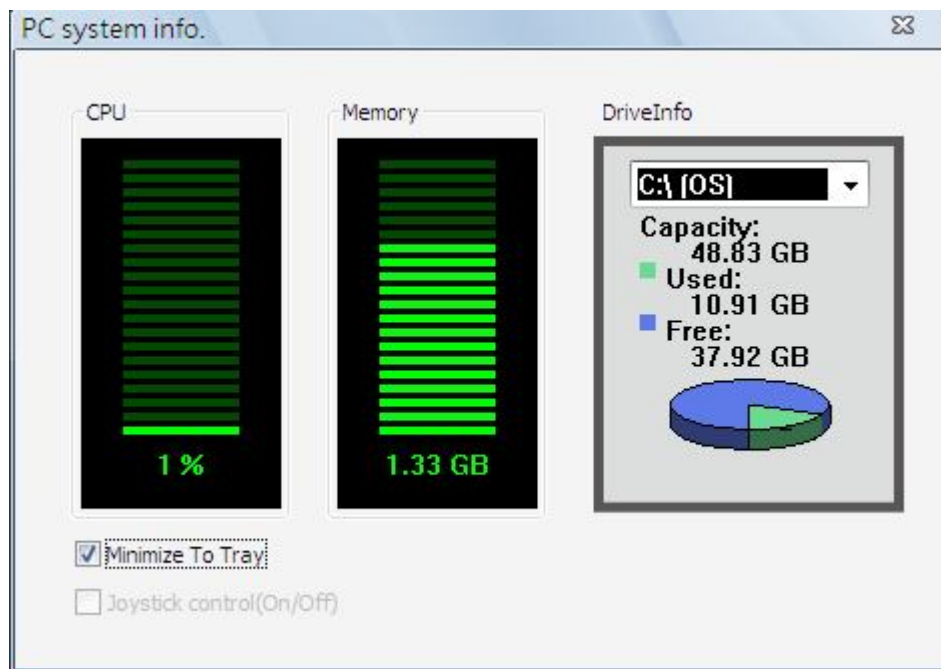 PC system info.
CPU
Memory
DriveInfo
C:\ (OS)
Capacity:
48.83 GB
Used:
10.91 GB
Free:
37.92 GB
1 %
1.33 GB
Minimize To Tray
Joystick control(On/Off)